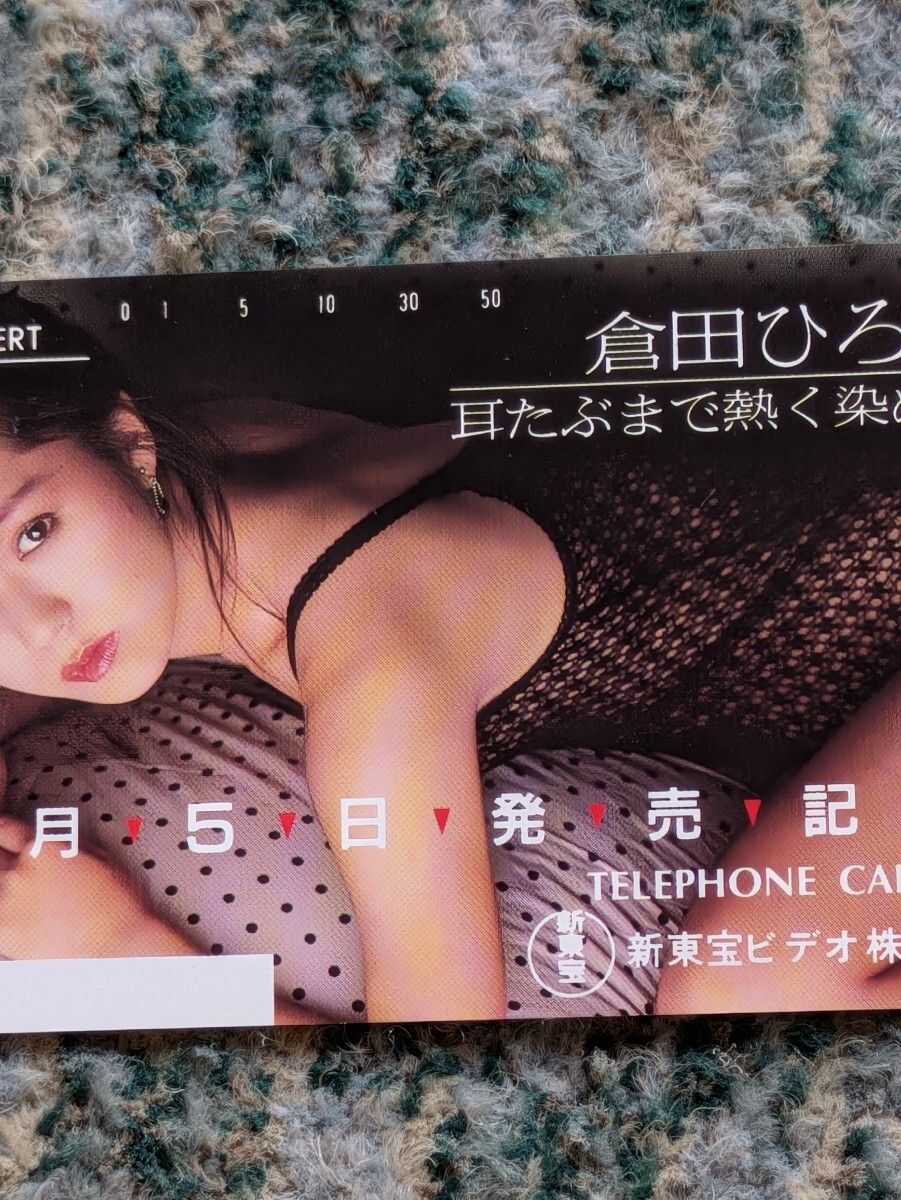 ERT
0 1 5 10 30 50
倉田ひろ
耳たぶまで熱く染め
月 5 日 発 売 記
TELEPHONE CA
新東宝 新東宝ビデオ株